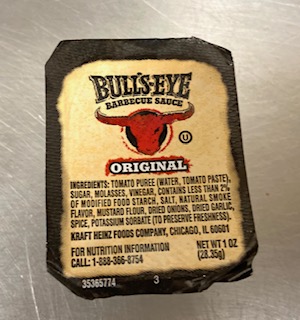 BULL'S-EYE
BARBECUE SAUCE
U
ORIGINAL
INGREDIENTS: TOMATO PUREE (WATER, TOMATO PASTE),
SUGAR, MOLASSES, VINEGAR, CONTAINS LESS THAN 2%
OF MODIFIED FOOD STARCH, SALT, NATURAL SMOKE
FLAVOR, MUSTARD FLOUR, DRIED ONIONS, DRIED GARLIC,
SPICE, POTASSIUM SORBATE (TO PRESERVE FRESHNESS).
KRAFT HEINZ FOODS COMPANY, CHICAGO, IL 60601
FOR NUTRITION INFORMATION
CALL: 1-888-366-8754
NET WT 1 OZ
(28.35g)
35365774 3